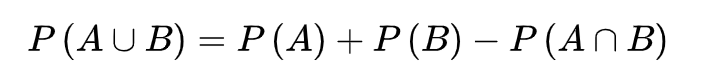 P(A ∪ B) = P(A) + P(B) − P(A ∩ B)